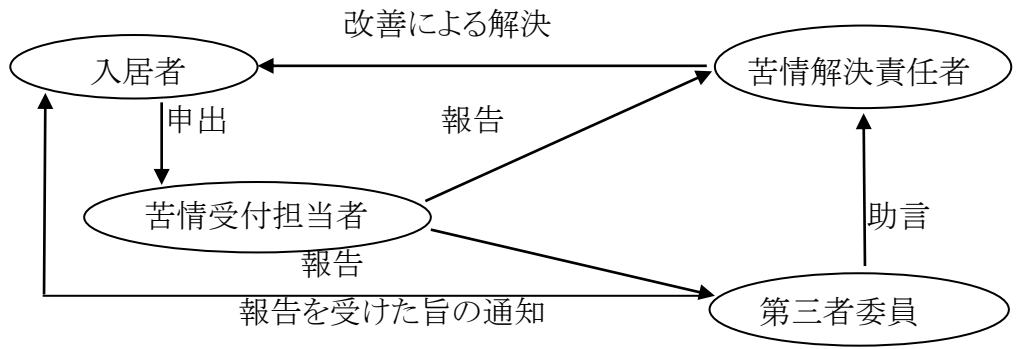 改善による解決
入居者
苦情解決責任者
申出
報告
苦情受付担当者
助言
報告
報告を受けた旨の通知
第三者委員